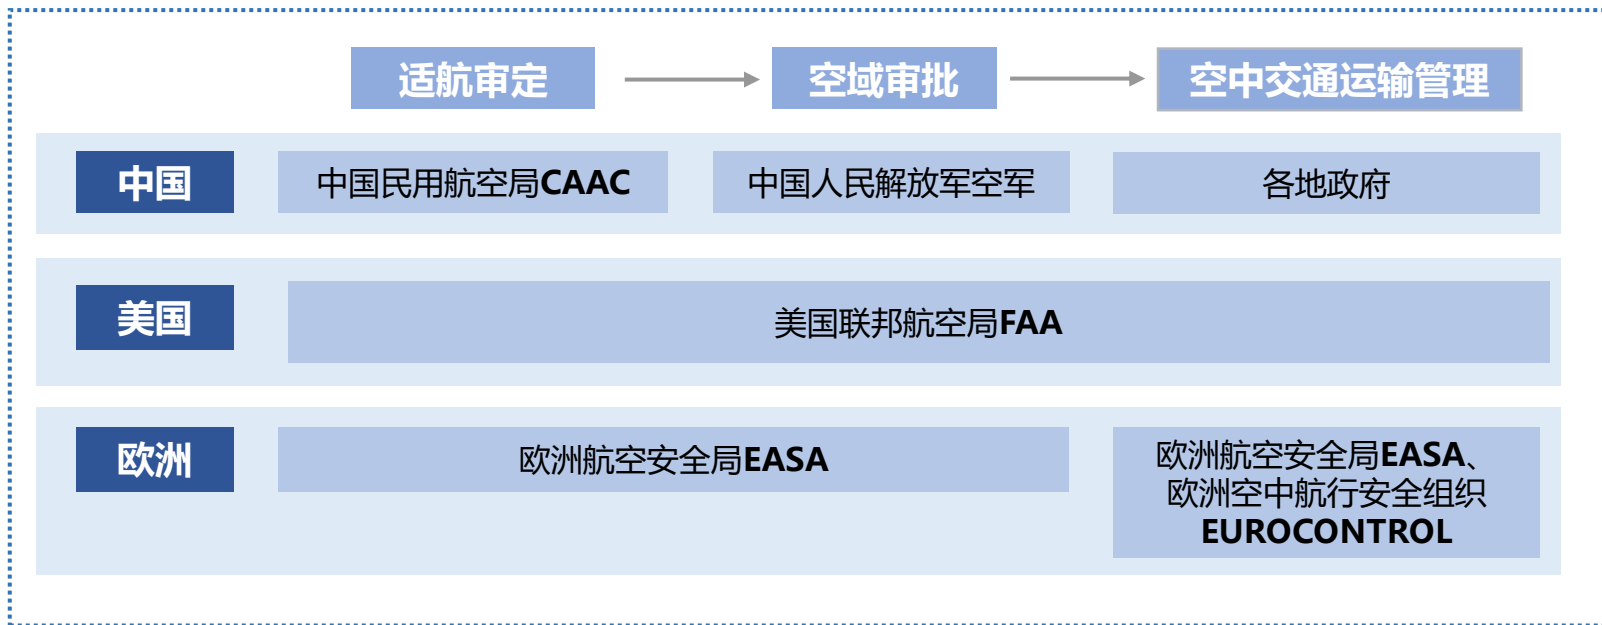 适航审定
空域审批
空中交通运输管理
中国
中国民用航空局CAAC
中国人民解放军空军
各地政府
美国
美国联邦航空局FAA
欧洲
欧洲航空安全局EASA
欧洲航空安全局EASA、
欧洲空中航行安全组织
EUROCONTROL